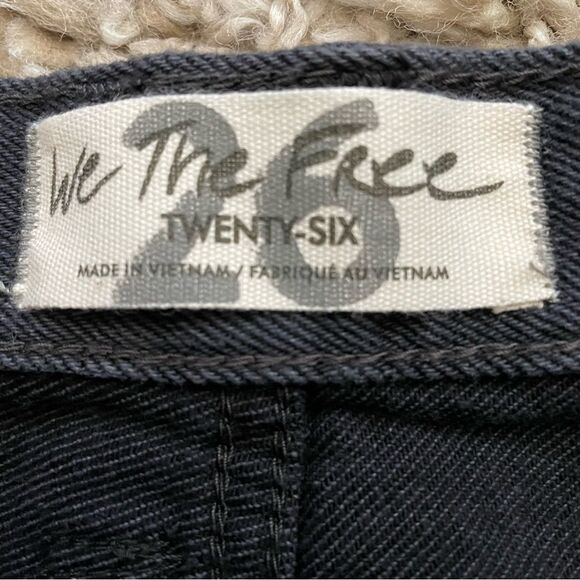 We The Free
26
TWENTY-SIX
MADE IN VIETNAM / FABRIQUÉ AU VIETNAM